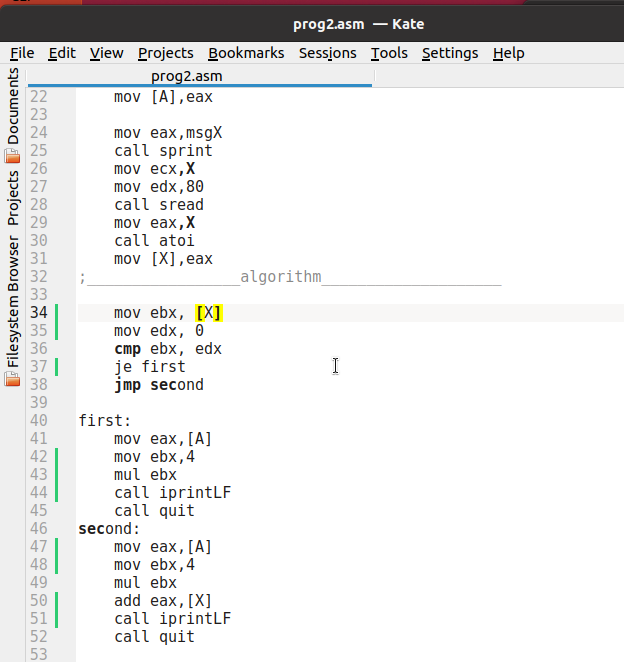 prog2.asm — Kate
File Edit View Projects Bookmarks Sessions Tools Settings Help
Documents
Projects
Filesystem Browser
prog2.asm
22 mov [A],eax
23
24 mov eax,msgX
25 call sprint
26 mov ecx,X
27 mov edx,80
28 call sread
29 mov eax,X
30 call atoi
31 mov [X],eax
32 ;_________________algorithm____________________
33
34 mov ebx, [X]
35 mov edx, 0
36 cmp ebx, edx
37 je first
38 jmp second
39
40 first:
41 mov eax,[A]
42 mov ebx,4
43 mul ebx
44 call iprintLF
45 call quit
46 second:
47 mov eax,[A]
48 mov ebx,4
49 mul ebx
50 add eax,[X]
51 call iprintLF
52 call quit
53